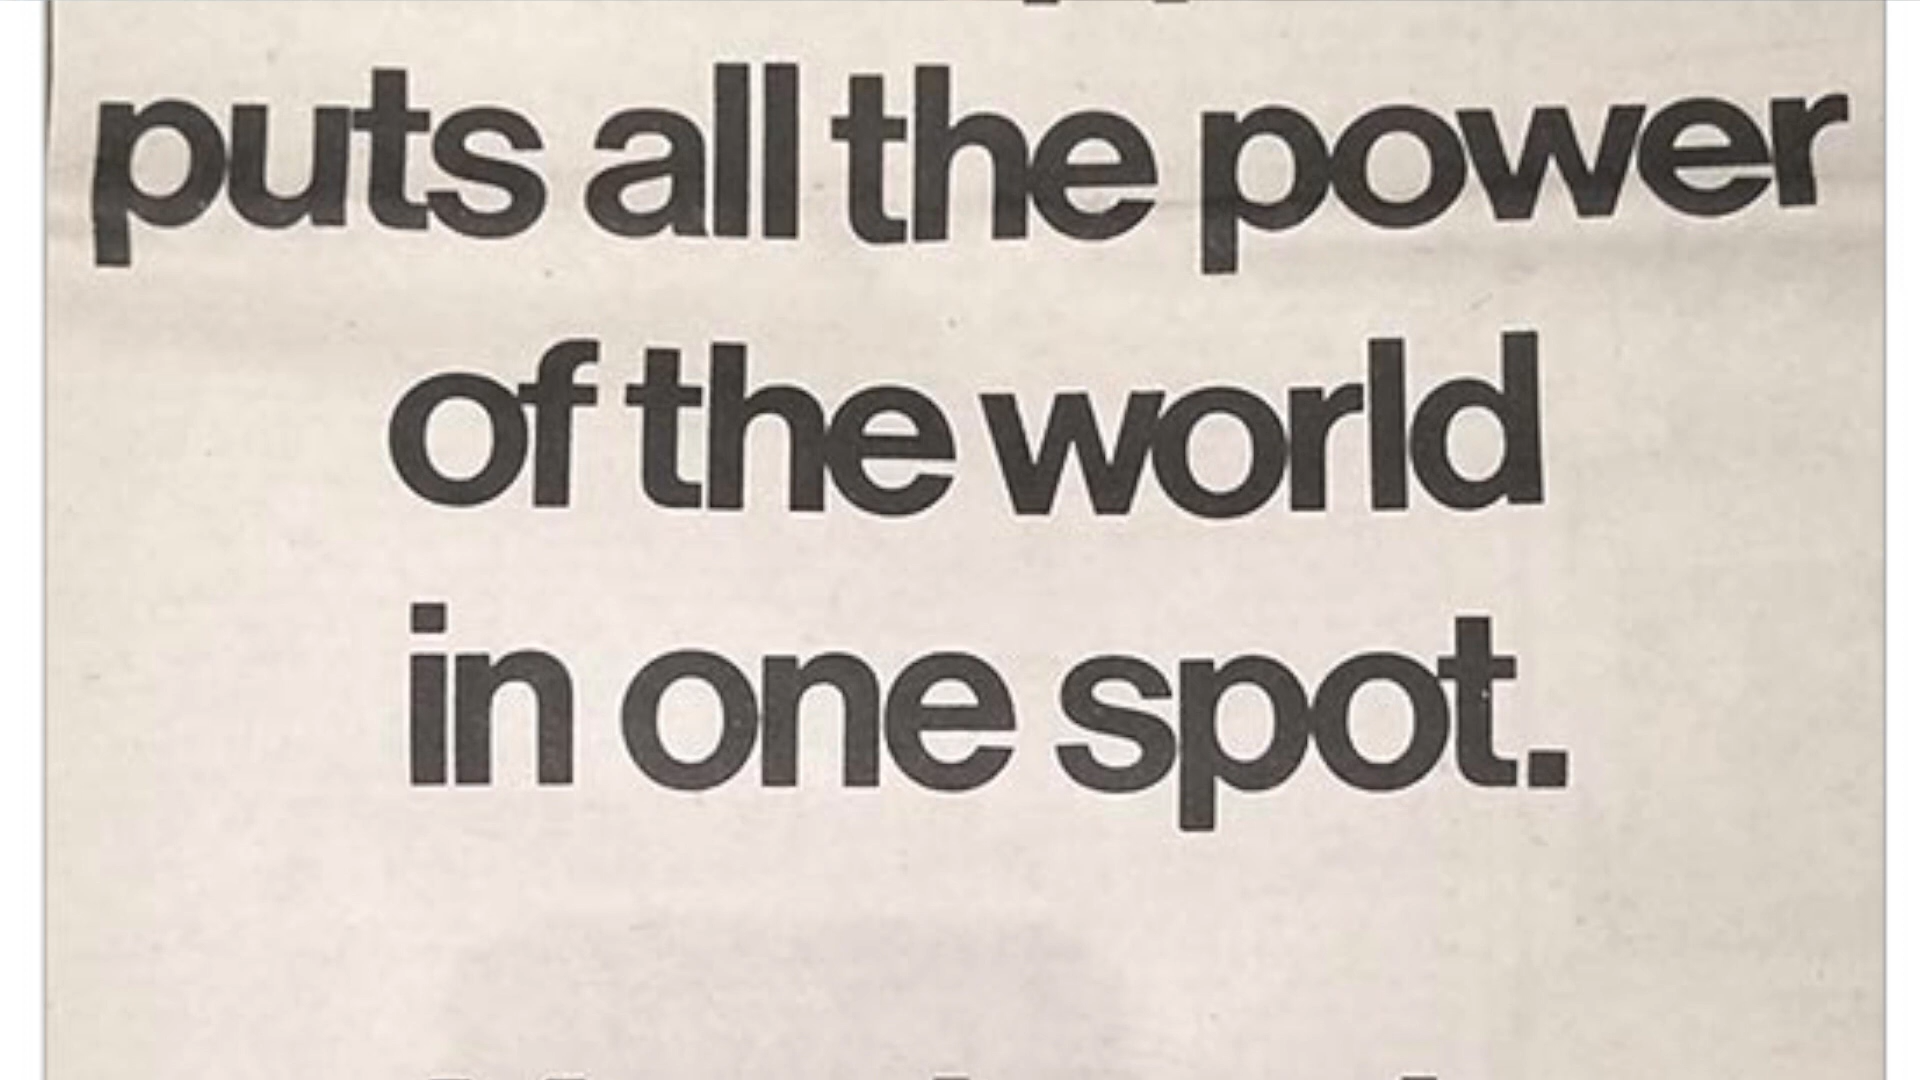 puts all the power
of the world
in one spot.